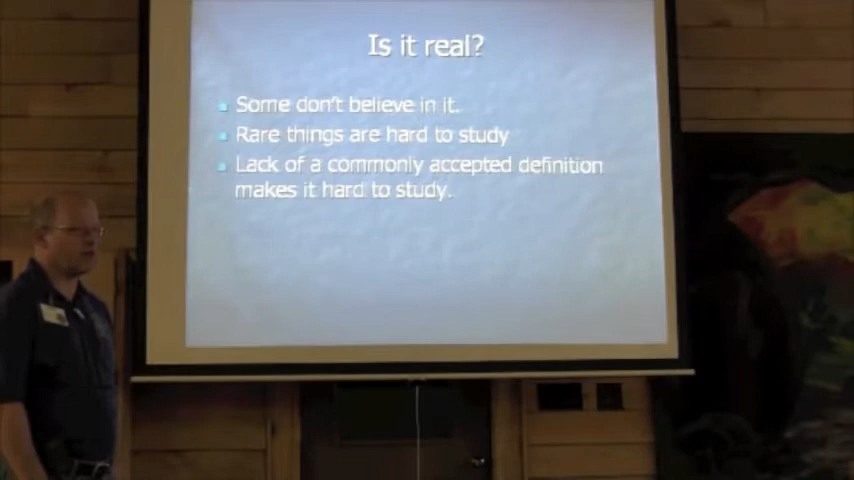 Is it real?
Some don't believe in it.
Rare things are hard to study
Lack of a commonly accepted definition
makes it hard to study.